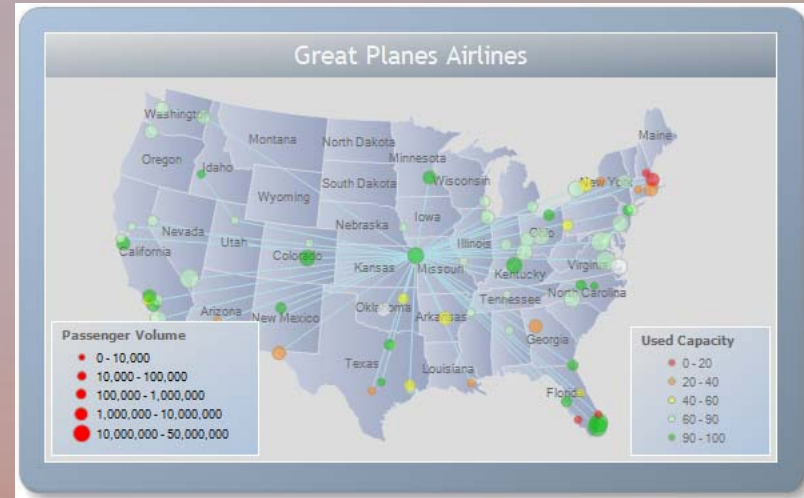 Great Planes Airlines
Washington
Maine
Montana
North Dakota
Minnesota
Oregon
Idaho
Wisconsin
New York
South Dakota
Wyoming
Iowa
Nebraska
Nevada
Utah
Illinois
Ohio
California
Colorado
Kansas
Missouri
Kentucky
Virginia
Oklahoma
Tennessee
North Carolina
Arizona
New Mexico
Arkansas
Georgia
Texas
Louisiana
Florida
Passenger Volume
0 - 10,000
10,000 - 100,000
100,000 - 1,000,000
1,000,000 - 10,000,000
10,000,000 - 50,000,000
Used Capacity
0 - 20
20 - 40
40 - 60
60 - 90
90 - 100